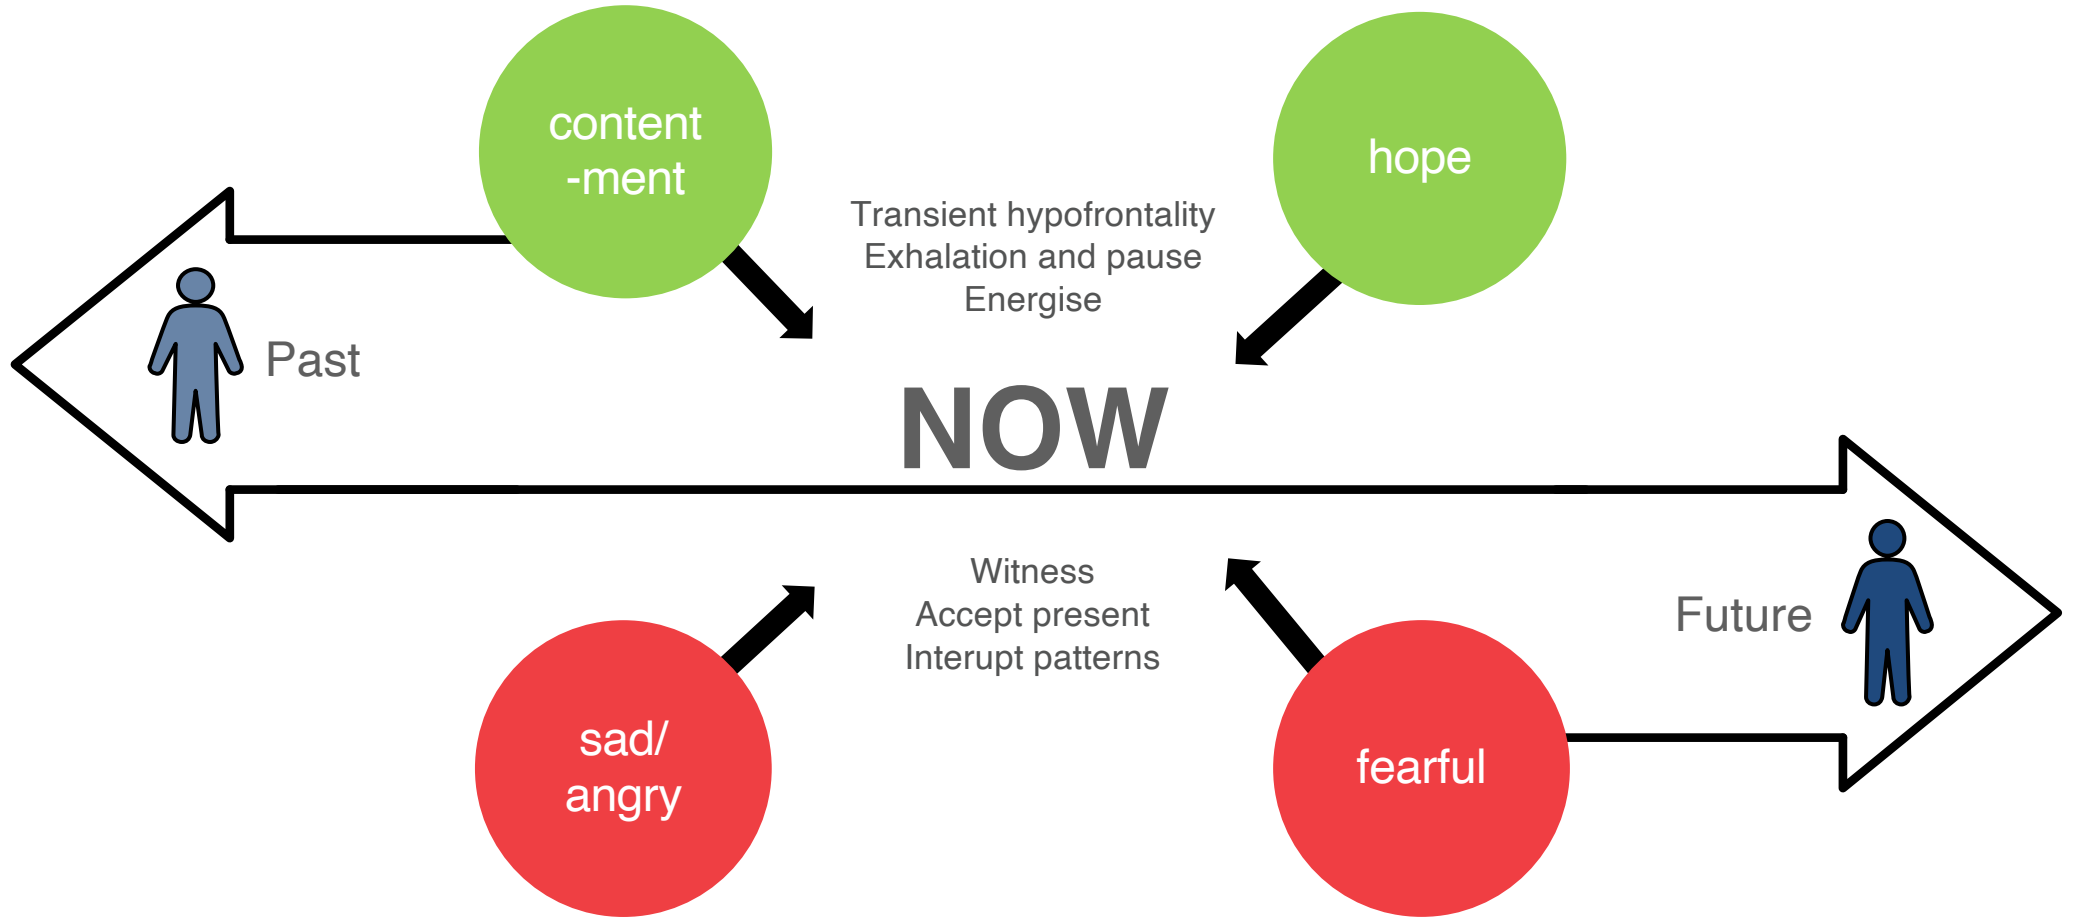 content
-ment
hope
Transient hypofrontality
Exhalation and pause
Energise
Past
NOW
Witness
Accept present
Interupt patterns
Future
sad/
angry
fearful